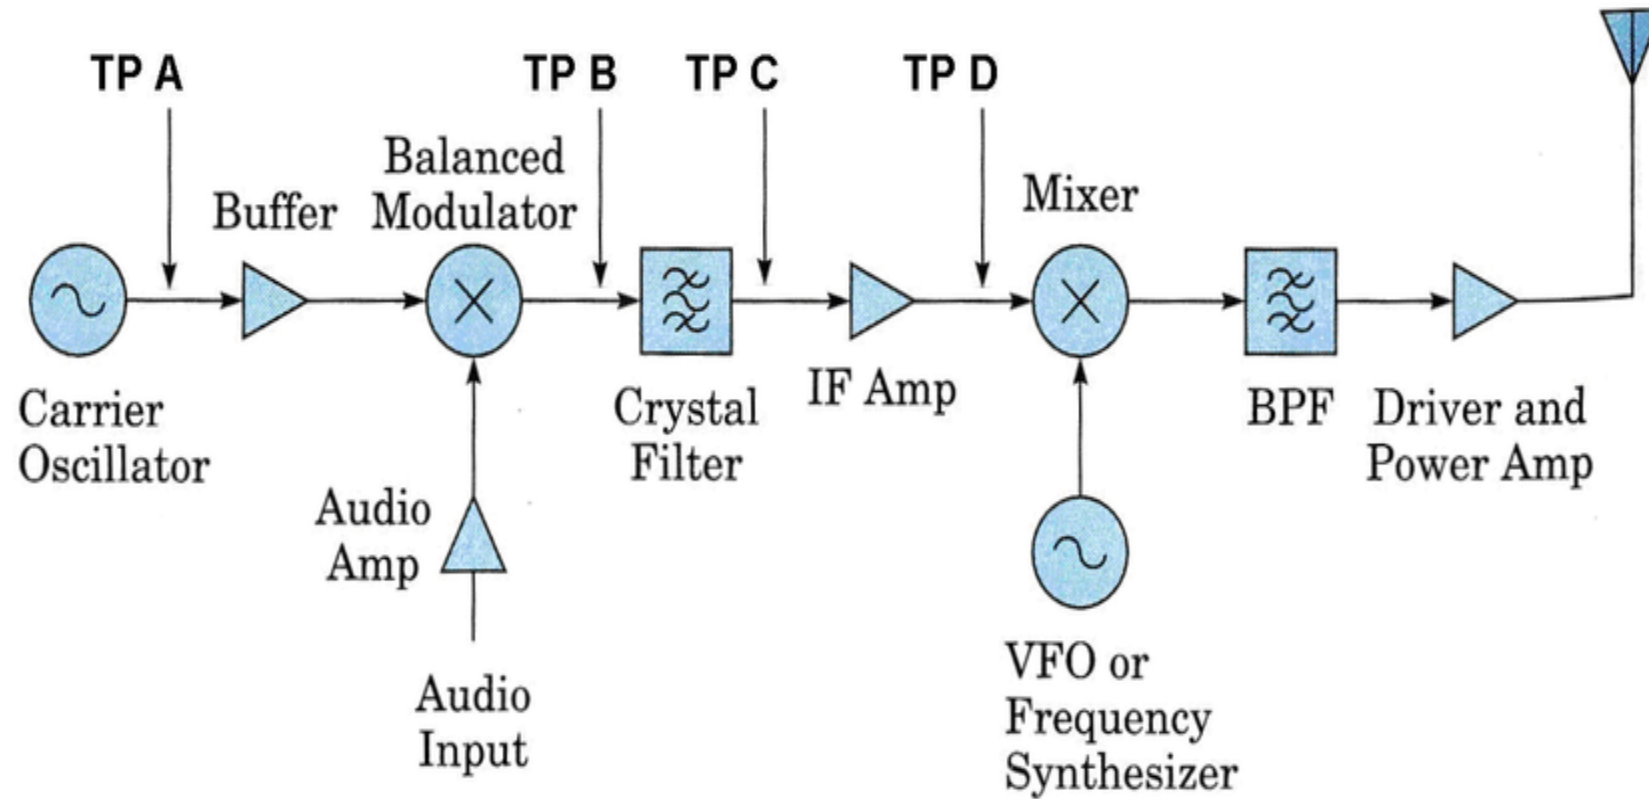 TP A
TP B
TP C
TP D
Balanced
Modulator
Buffer
Mixer
Carrier
Oscillator
Crystal
Filter
IF Amp
BPF
Driver and
Power Amp
Audio
Amp
Audio
Input
VFO or
Frequency
Synthesizer